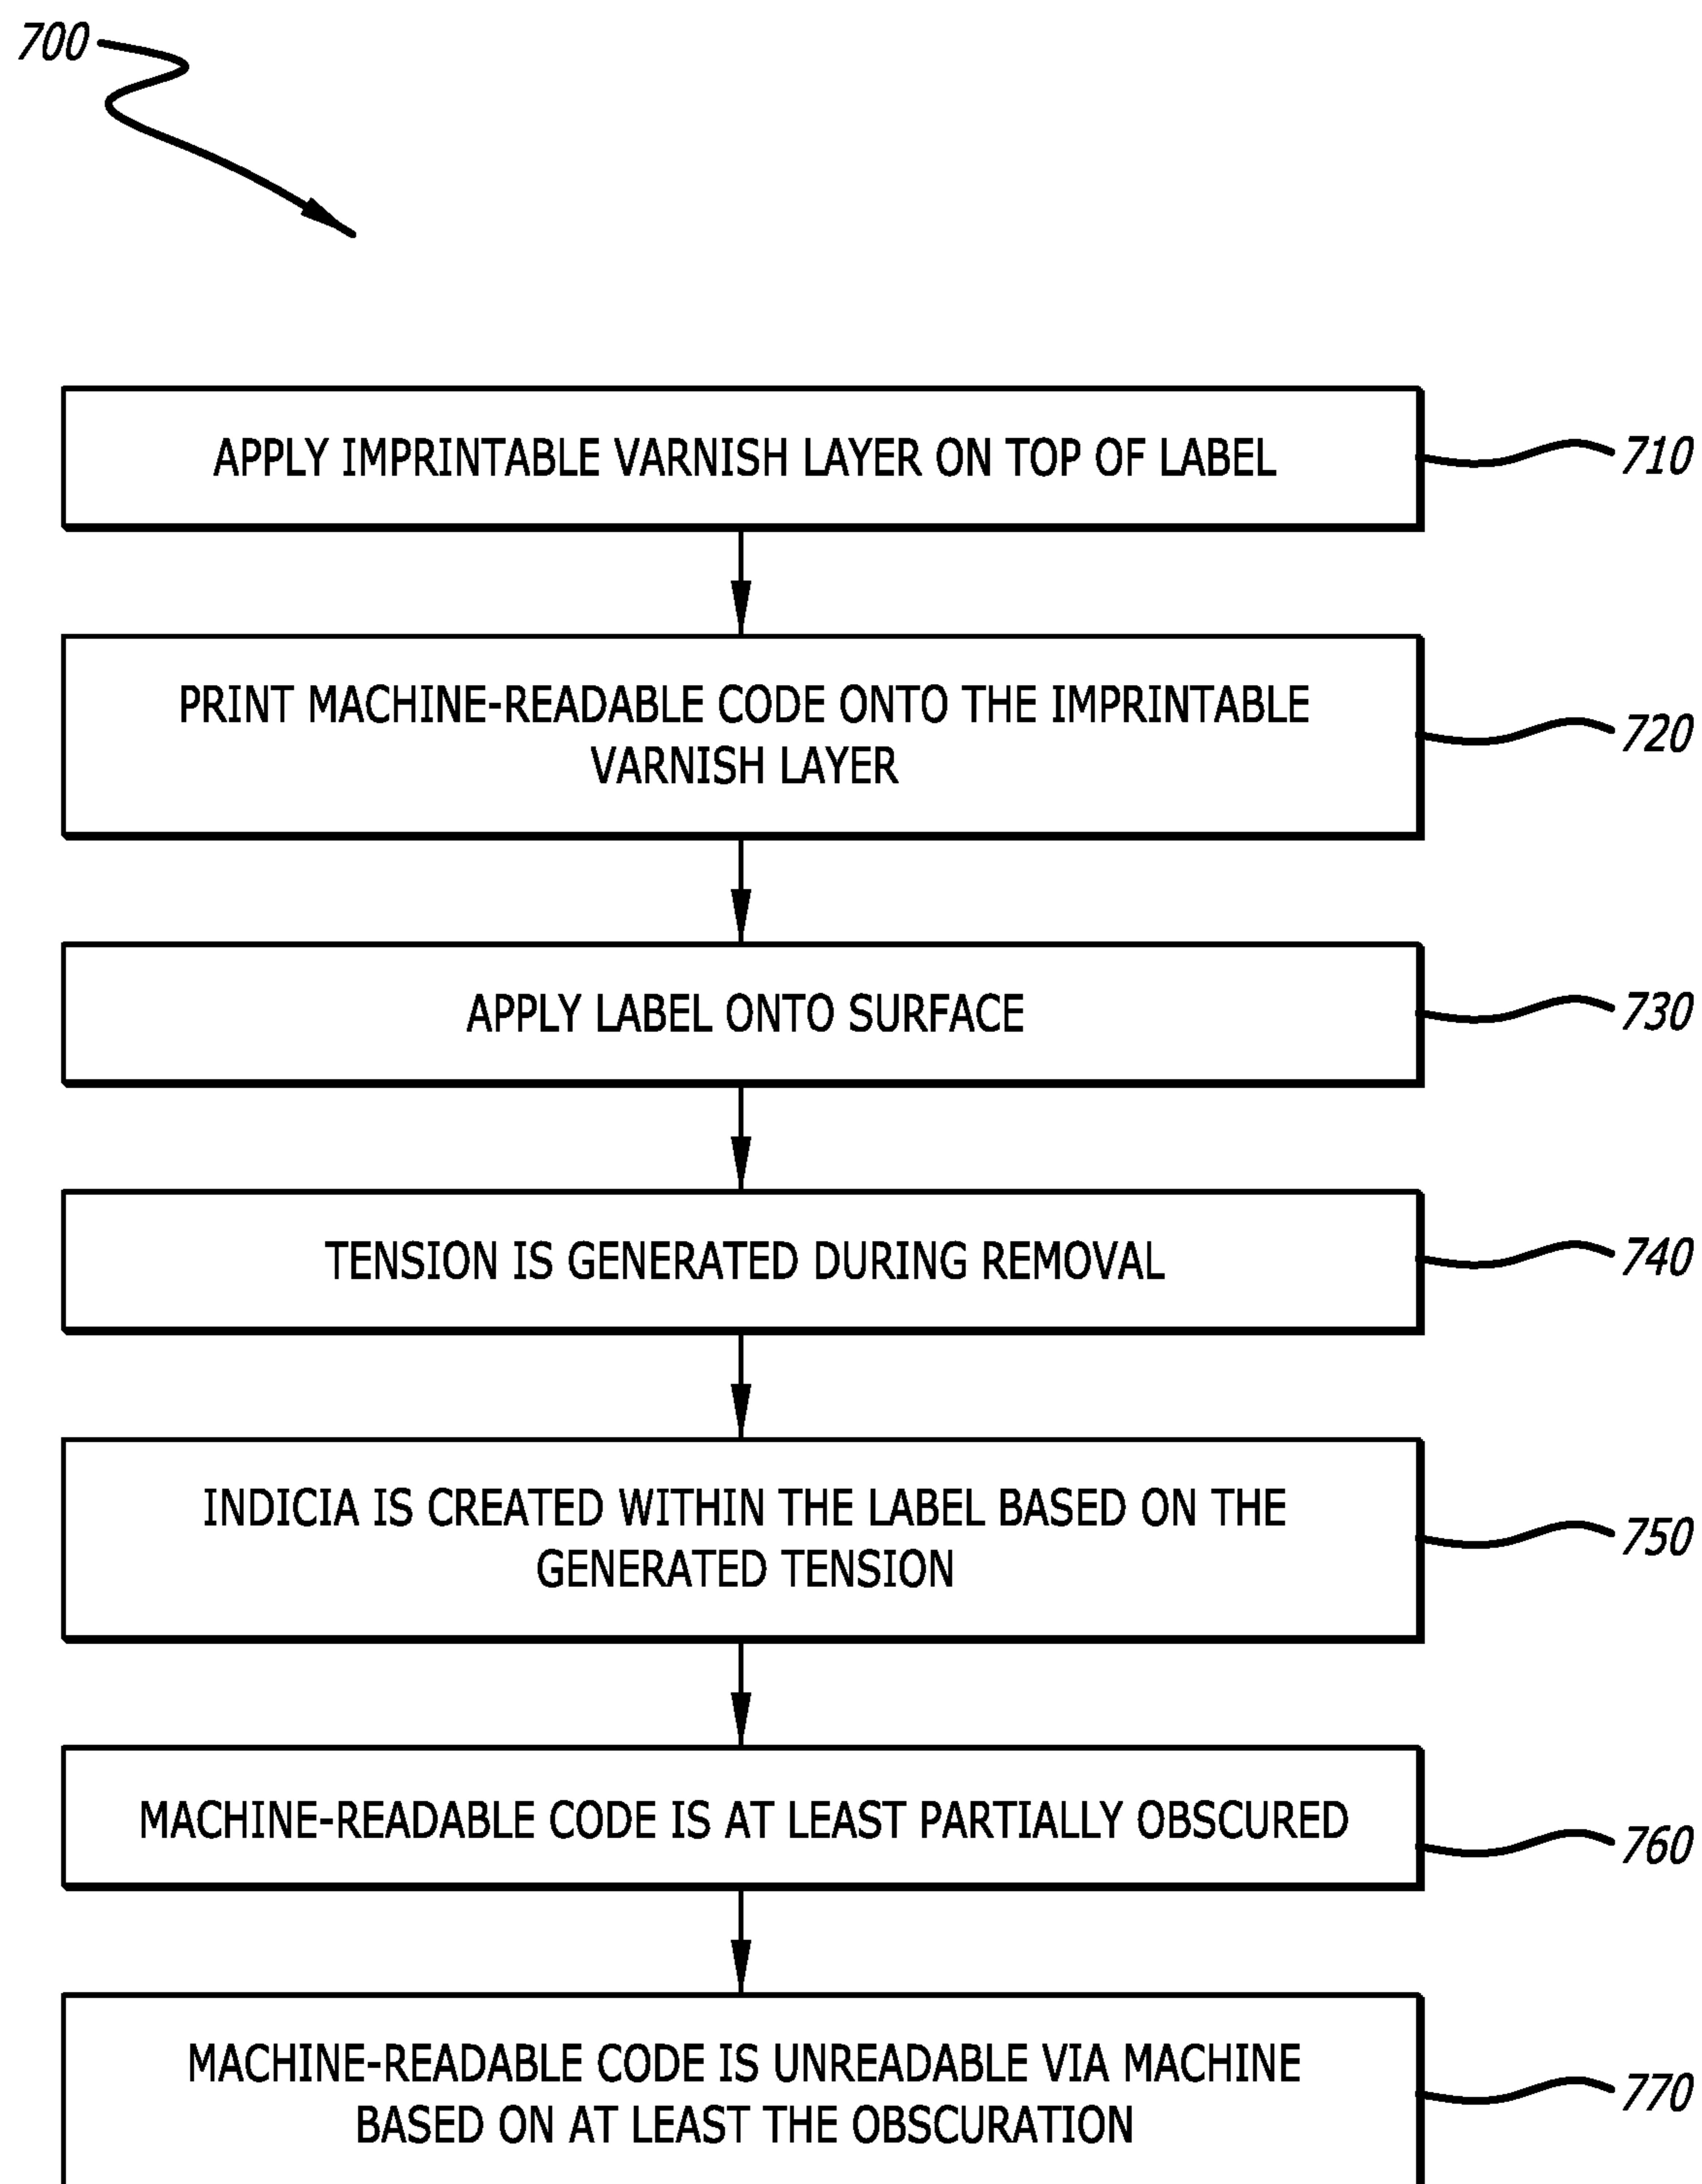 700
APPLY IMPRINTABLE VARNISH LAYER ON TOP OF LABEL
710
PRINT MACHINE-READABLE CODE ONTO THE IMPRINTABLE
VARNISH LAYER
720
APPLY LABEL ONTO SURFACE
730
TENSION IS GENERATED DURING REMOVAL
740
INDICIA IS CREATED WITHIN THE LABEL BASED ON THE
GENERATED TENSION
750
MACHINE-READABLE CODE IS AT LEAST PARTIALLY OBSCURED
760
MACHINE-READABLE CODE IS UNREADABLE VIA MACHINE
BASED ON AT LEAST THE OBSCURATION
770